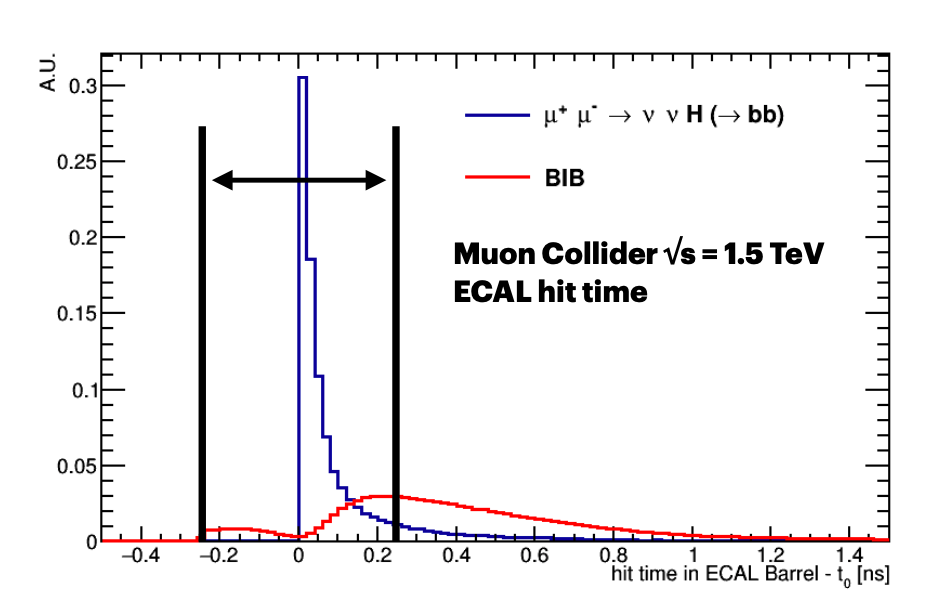 A.U.
0.3
0.25
0.2
0.15
0.1
0.05
0
μ⁺ μ⁻ → ν ν H (→ bb)
BIB
Muon Collider √s = 1.5 TeV
ECAL hit time
−0.4 −0.2 0 0.2 0.4 0.6 0.8 1 1.2 1.4
hit time in ECAL Barrel - t₀ [ns]